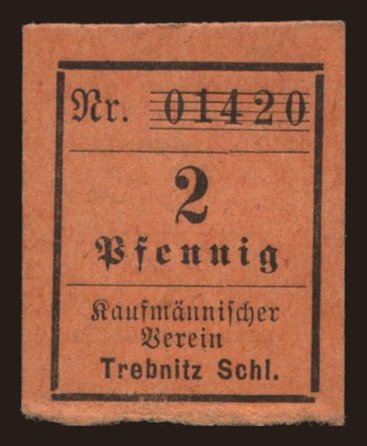 Nr. 01420
2
Pfennig
Kaufmännischer
Verein
Trebnitz Schl.